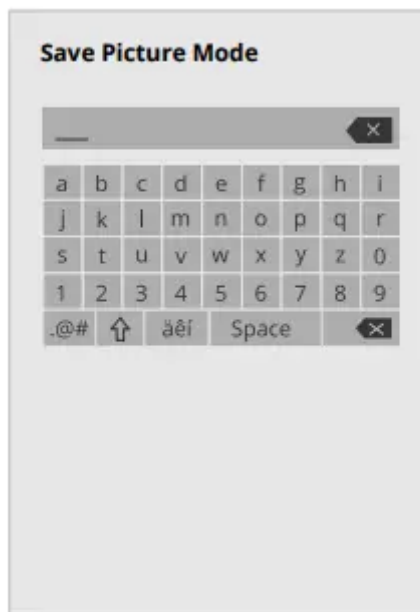 Save Picture Mode
a b c d e f g h i
j k l m n o p q r
s t u v w x y z 0
1 2 3 4 5 6 7 8 9
.@# äêí Space